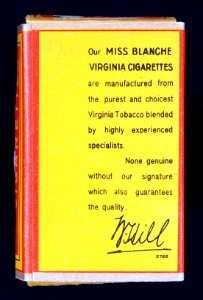 Our MISS BLANCHE
VIRGINIA CIGARETTES
are manufactured from
the purest and choicest
Virginia Tobacco blended
by highly experienced
specialists.
None genuine
without our signature
which also guarantees
the quality.
W. Hill